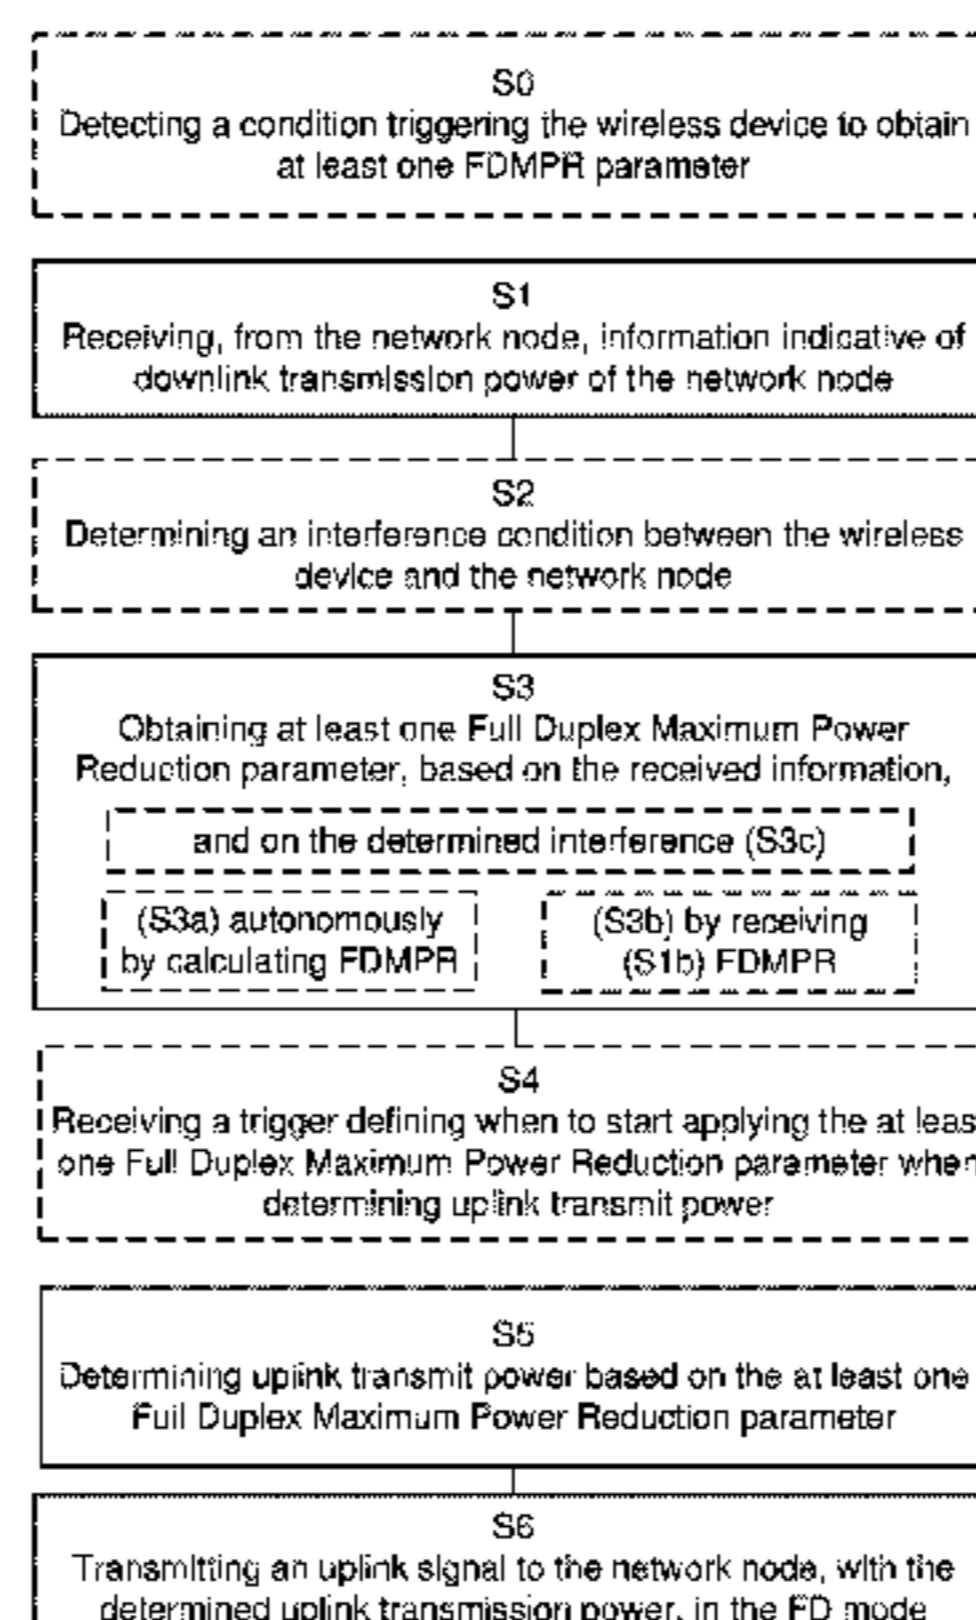 S0
Detecting a condition triggering the wireless device to obtain
at least one FDMPR parameter
S1
Receiving, from the network node, information indicative of
downlink transmission power of the network node
S2
Determining an interference condition between the wireless
device and the network node
S3
Obtaining at least one Full Duplex Maximum Power
Reduction parameter, based on the received information,
and on the determined interference (S3c)
(S3a) autonomously
by calculating FDMPR
(S3b) by receiving
(S1b) FDMPR
S4
Receiving a trigger defining when to start applying the at leas
one Full Duplex Maximum Power Reduction parameter when
determining uplink transmit power
S5
Determining uplink transmit power based on the at least one
Full Duplex Maximum Power Reduction parameter
S6
Transmitting an uplink signal to the network node, with the
determined uplink transmission power, in the FD mode